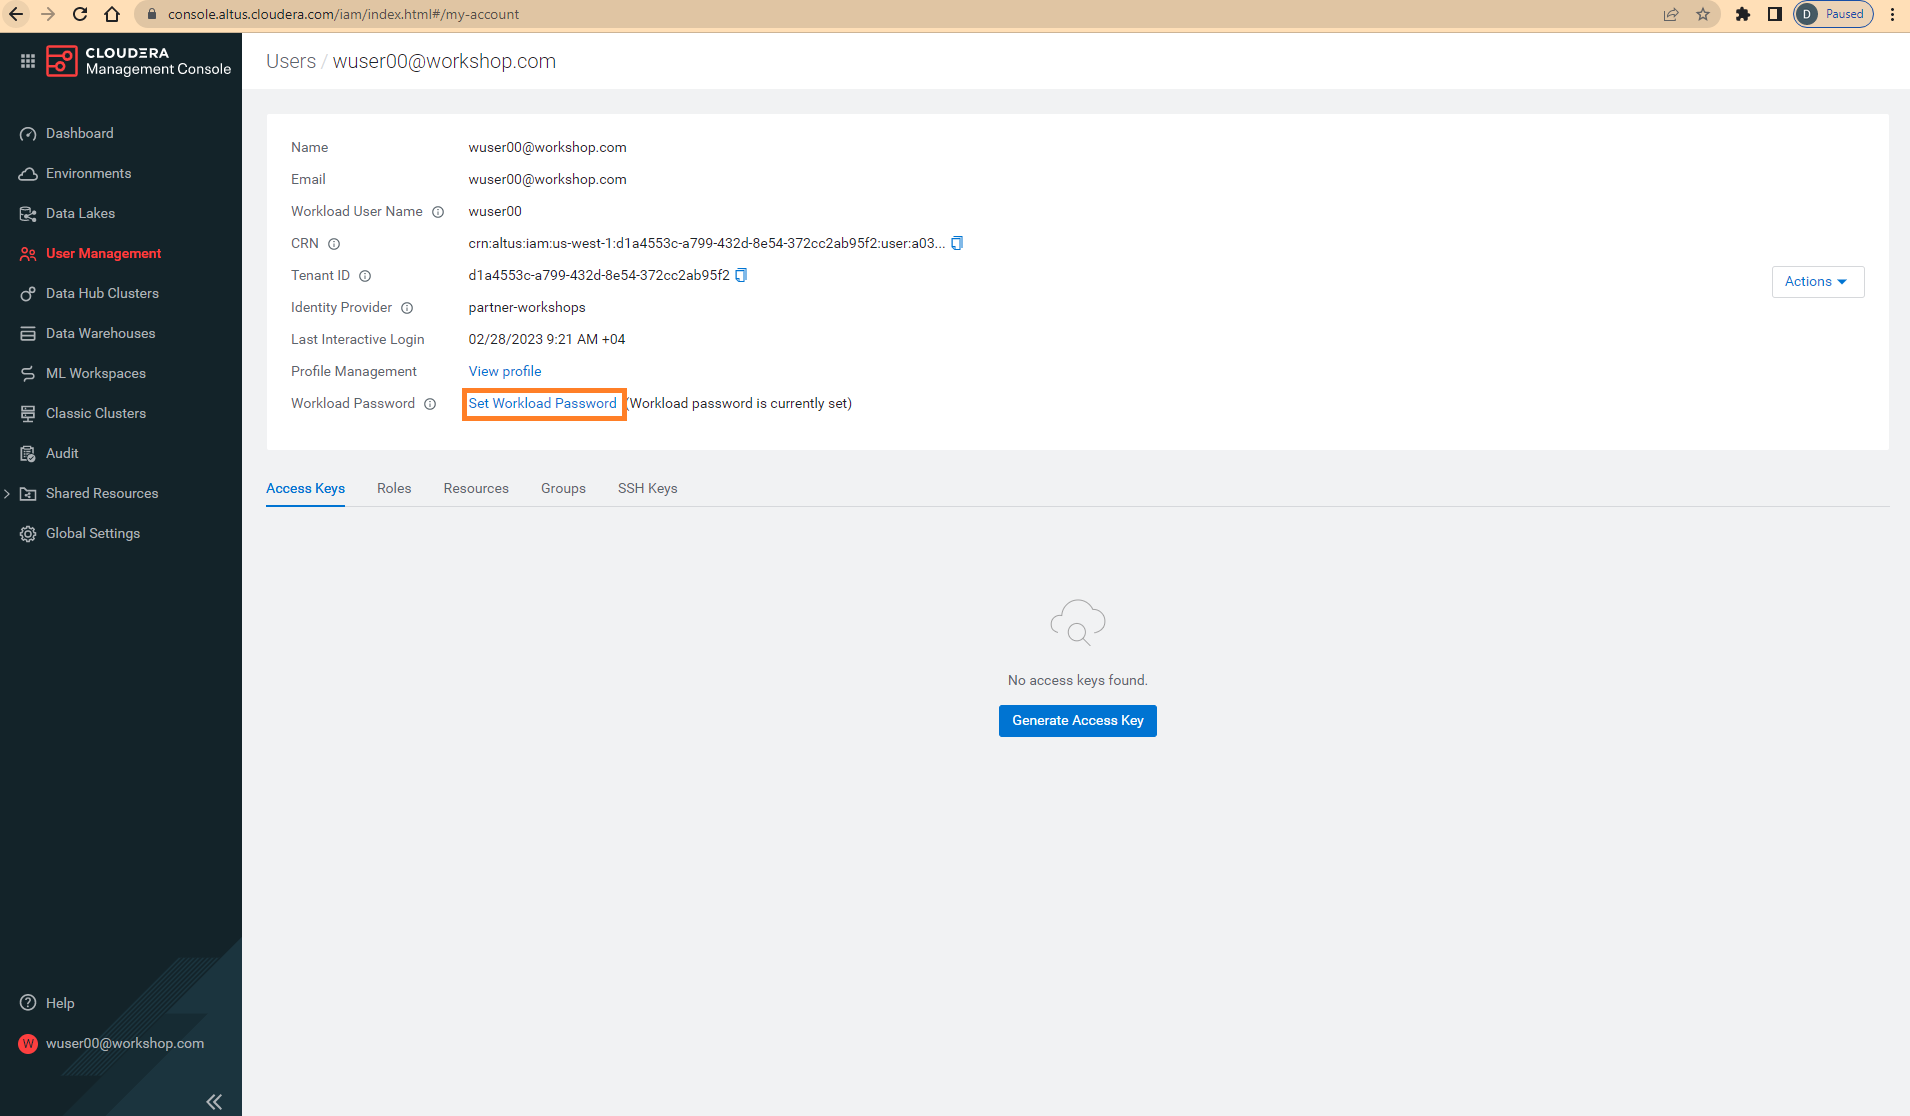 console.altus.cloudera.com/iam/index.html#/my-account
D Paused
CLOUDERA
Management Console
Dashboard
Environments
Data Lakes
User Management
Data Hub Clusters
Data Warehouses
ML Workspaces
Classic Clusters
Audit
Shared Resources
Global Settings
Help
W wuser00@workshop.com
Users / wuser00@workshop.com
Name wuser00@workshop.com
Email wuser00@workshop.com
Workload User Name wuser00
CRN crn:altus:iam:us-west-1:d1a4553c-a799-432d-8e54-372cc2ab95f2:user:a03...
Tenant ID d1a4553c-a799-432d-8e54-372cc2ab95f2
Identity Provider partner-workshops
Last Interactive Login 02/28/2023 9:21 AM +04
Profile Management View profile
Workload Password Set Workload Password (Workload password is currently set)
Actions
Access Keys Roles Resources Groups SSH Keys
No access keys found.
Generate Access Key